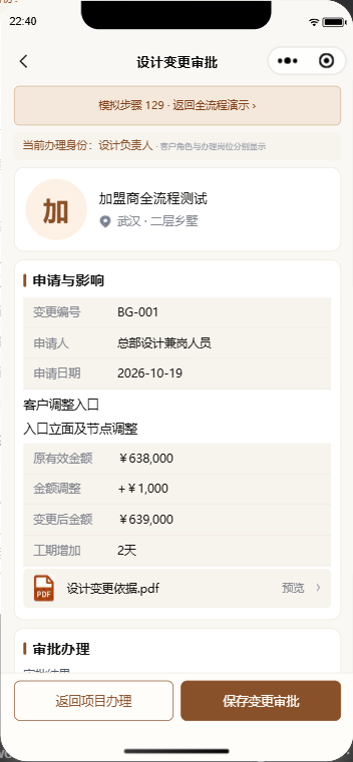 22:40
设计变更审批
模拟步骤 129 · 返回全流程演示 ›
当前办理身份：设计负责人 · 客户角色与办理岗位分别显示
加
加盟商全流程测试
武汉 · 二层乡墅
申请与影响
变更编号 BG-001
申请人 总部设计兼岗人员
申请日期 2026-10-19
客户调整入口
入口立面及节点调整
原有效金额 ￥638,000
金额调整 +￥1,000
变更后金额 ￥639,000
工期增加 2天
PDF 设计变更依据.pdf 预览 ›
审批办理
返回项目办理 保存变更审批